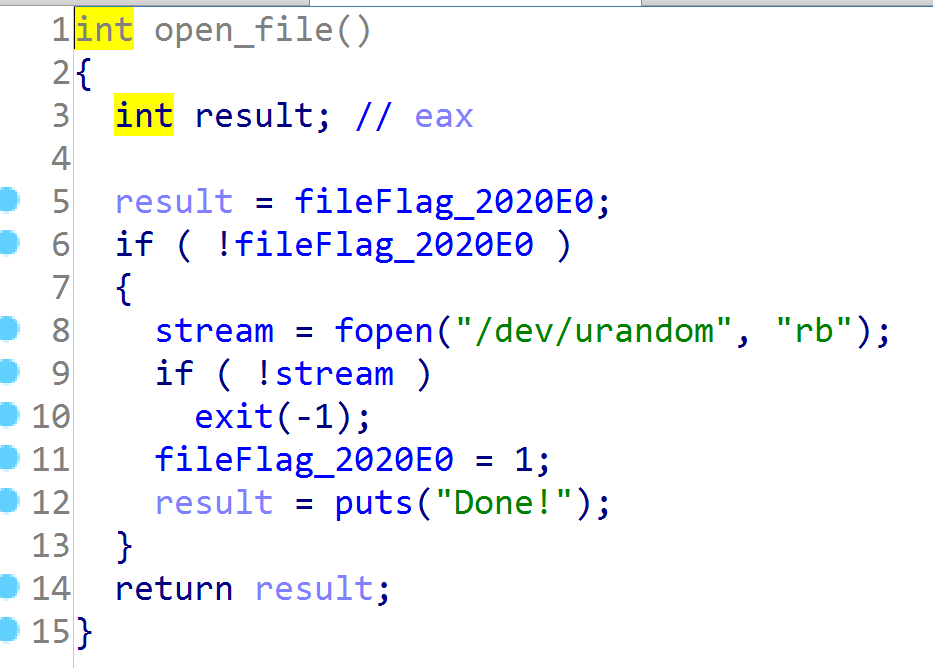 1 int open_file()
2 {
3   int result; // eax
4
5   result = fileFlag_2020E0;
6   if ( !fileFlag_2020E0 )
7   {
8     stream = fopen("/dev/urandom", "rb");
9     if ( !stream )
10       exit(-1);
11     fileFlag_2020E0 = 1;
12     result = puts("Done!");
13   }
14   return result;
15 }